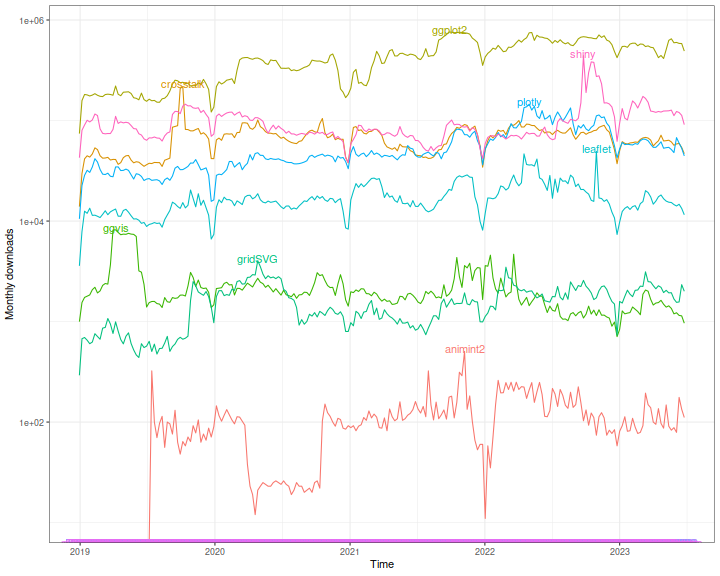 1e+06
ggplot2
shiny
crosstalk
plotly
leaflet
1e+04
ggvis
gridSVG
animint2
1e+02
Monthly downloads
2019 2020 2021 2022 2023
Time